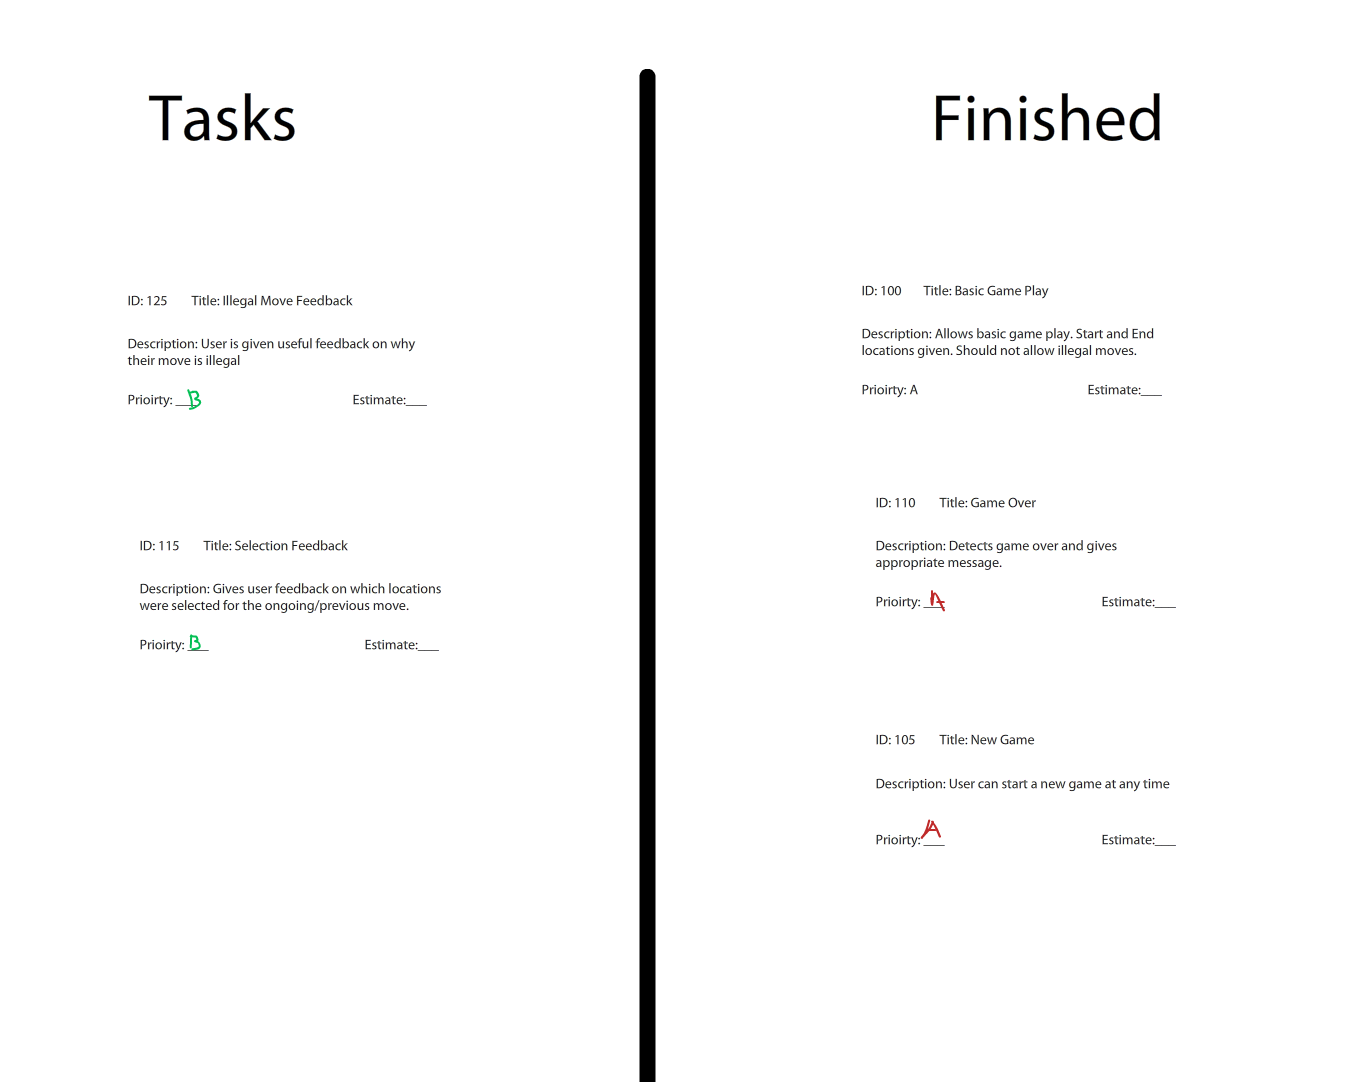 Tasks
ID: 125 Title: Illegal Move Feedback
Description: User is given useful feedback on why
their move is illegal
Prioirty: ___B Estimate:___
ID: 115 Title: Selection Feedback
Description: Gives user feedback on which locations
were selected for the ongoing/previous move.
Prioirty: ___B Estimate:___
Finished
ID: 100 Title: Basic Game Play
Description: Allows basic game play. Start and End
locations given. Should not allow illegal moves.
Prioirty: A Estimate:___
ID: 110 Title: Game Over
Description: Detects game over and gives
appropriate message.
Prioirty: ___A Estimate:___
ID: 105 Title: New Game
Description: User can start a new game at any time
Prioirty:___A Estimate:___